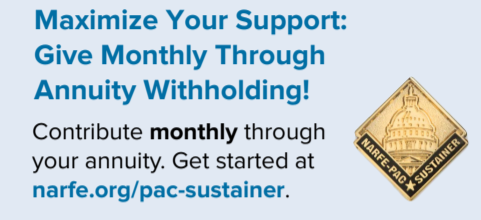 Maximize Your Support:
Give Monthly Through
Annuity Withholding!
Contribute monthly through
your annuity. Get started at
narfe.org/pac-sustainer.
NARFE-PAC SUSTAINER